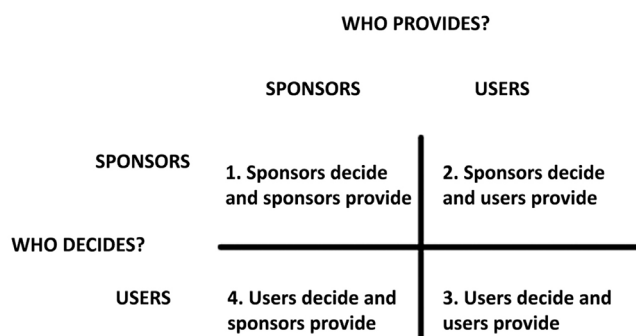 WHO PROVIDES?
SPONSORS USERS
SPONSORS
1. Sponsors decide
and sponsors provide
2. Sponsors decide
and users provide
WHO DECIDES?
USERS
4. Users decide and
sponsors provide
3. Users decide and
users provide